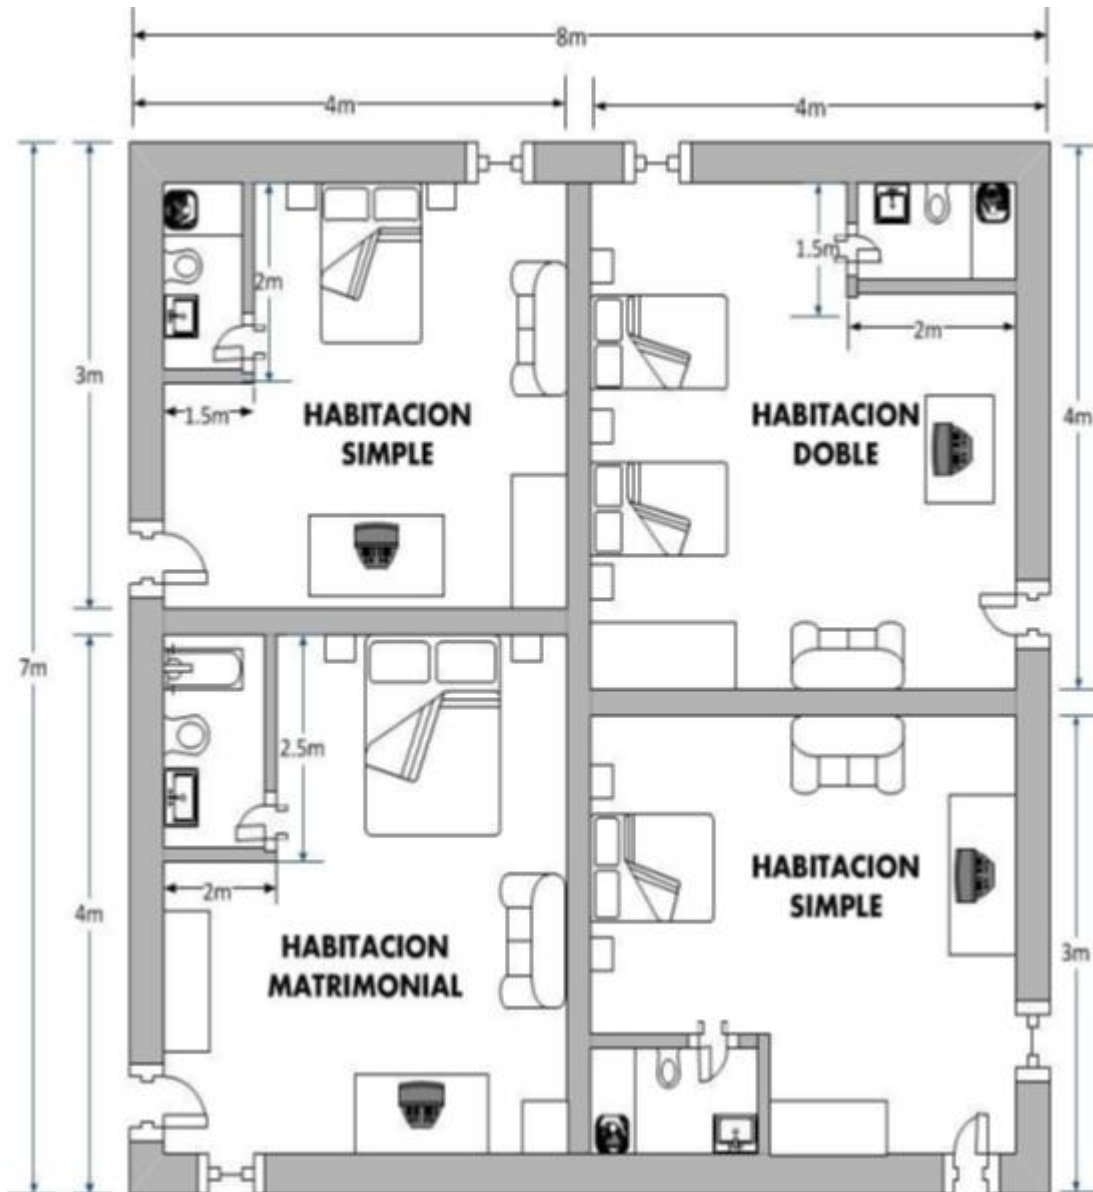 8m
4m
4m
1.5m
2m
2m
3m
4m
1.5m
HABITACION
SIMPLE
HABITACION
DOBLE
7m
2.5m
HABITACION
SIMPLE
2m
4m
HABITACION
MATRIMONIAL
3m